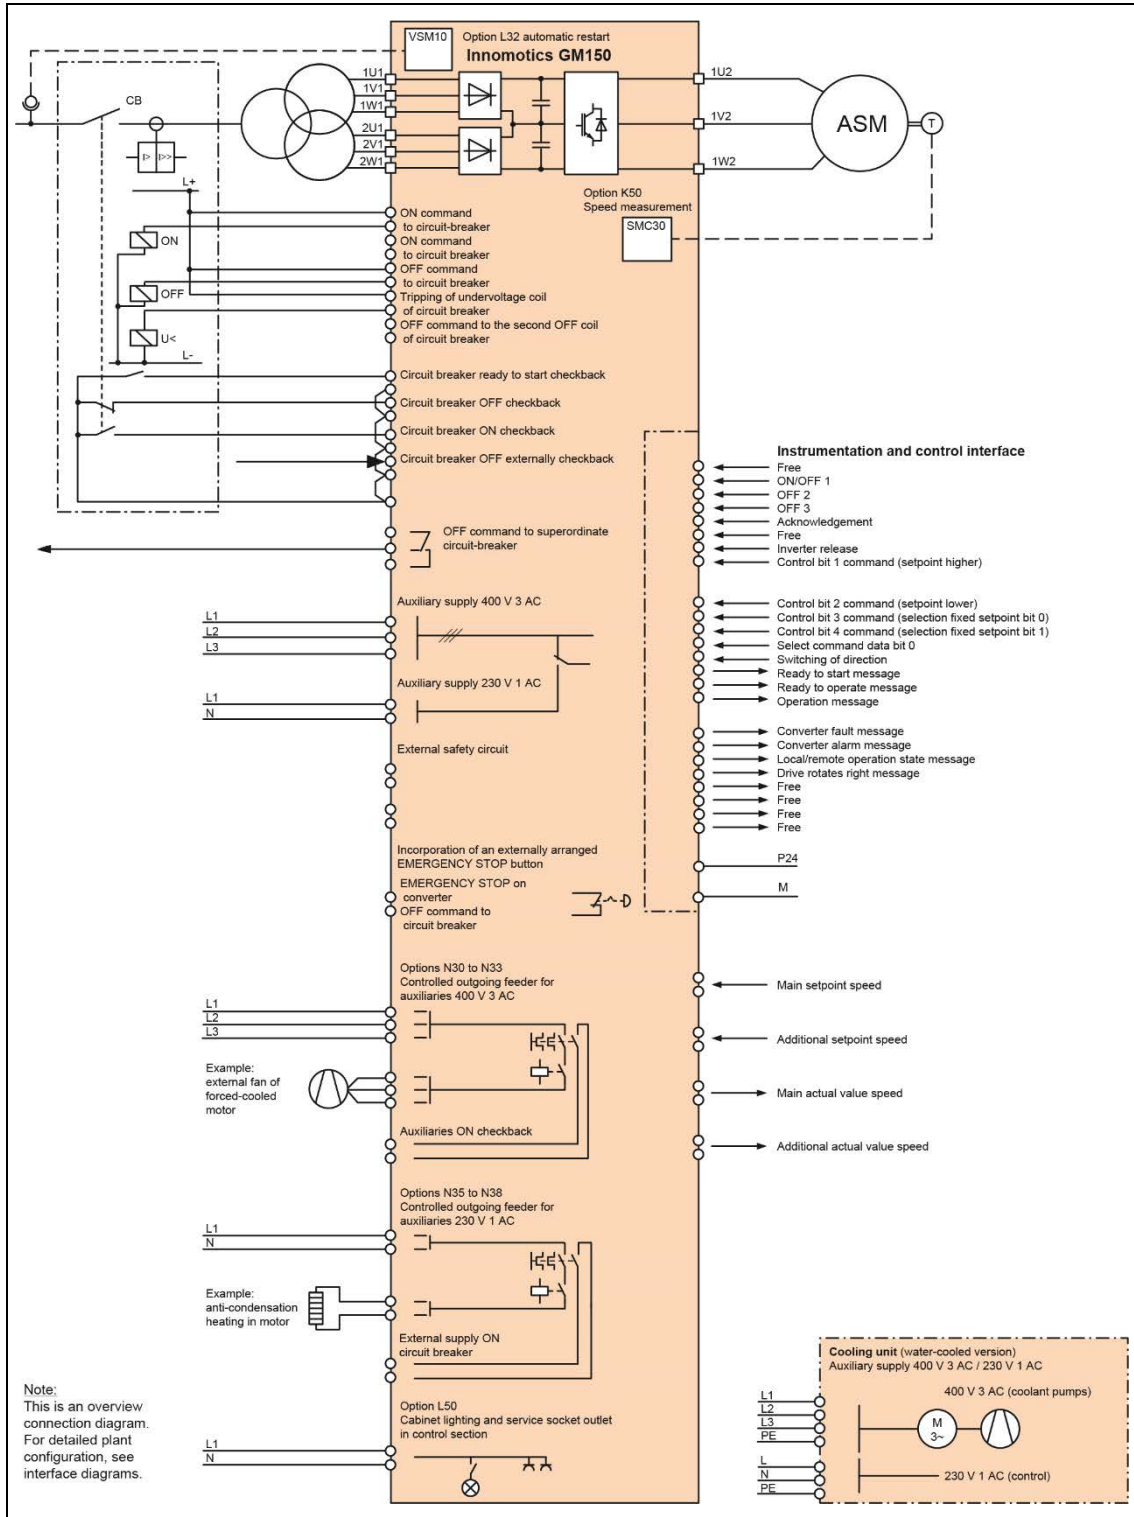 VSM10
Option L32 automatic restart
Innomotics GM150
1U1
1V1
1W1
2U1
2V1
2W1
1U2
1V2
1W2
ASM
T
CB
I>
I>>
L+
ON
OFF
U<
L-
Option K50
Speed measurement
SMC30
ON command
to circuit-breaker
ON command
to circuit breaker
OFF command
to circuit breaker
Tripping of undervoltage coil
of circuit breaker
OFF command to the second OFF coil
of circuit breaker
Circuit breaker ready to start checkback
Circuit breaker OFF checkback
Circuit breaker ON checkback
Circuit breaker OFF externally checkback
OFF command to superordinate
circuit-breaker
Auxiliary supply 400 V 3 AC
L1
L2
L3
Auxiliary supply 230 V 1 AC
L1
N
External safety circuit
Incorporation of an externally arranged
EMERGENCY STOP button
EMERGENCY STOP on
converter
OFF command to
circuit breaker
Options N30 to N33
Controlled outgoing feeder for
auxiliaries 400 V 3 AC
L1
L2
L3
Example:
external fan of
forced-cooled
motor
Auxiliaries ON checkback
Options N35 to N38
Controlled outgoing feeder for
auxiliaries 230 V 1 AC
L1
N
Example:
anti-condensation
heating in motor
External supply ON
circuit breaker
Option L50
Cabinet lighting and service socket outlet
in control section
L1
N
Note:
This is an overview
connection diagram.
For detailed plant
configuration, see
interface diagrams.
Instrumentation and control interface
Free
ON/OFF 1
OFF 2
OFF 3
Acknowledgement
Free
Inverter release
Control bit 1 command (setpoint higher)
Control bit 2 command (setpoint lower)
Control bit 3 command (selection fixed setpoint bit 0)
Control bit 4 command (selection fixed setpoint bit 1)
Select command data bit 0
Switching of direction
Ready to start message
Ready to operate message
Operation message
Converter fault message
Converter alarm message
Local/remote operation state message
Drive rotates right message
Free
Free
Free
Free
P24
M
Main setpoint speed
Additional setpoint speed
Main actual value speed
Additional actual value speed
Cooling unit (water-cooled version)
Auxiliary supply 400 V 3 AC / 230 V 1 AC
400 V 3 AC (coolant pumps)
L1
L2
L3
PE
M
3~
L
N
PE
230 V 1 AC (control)